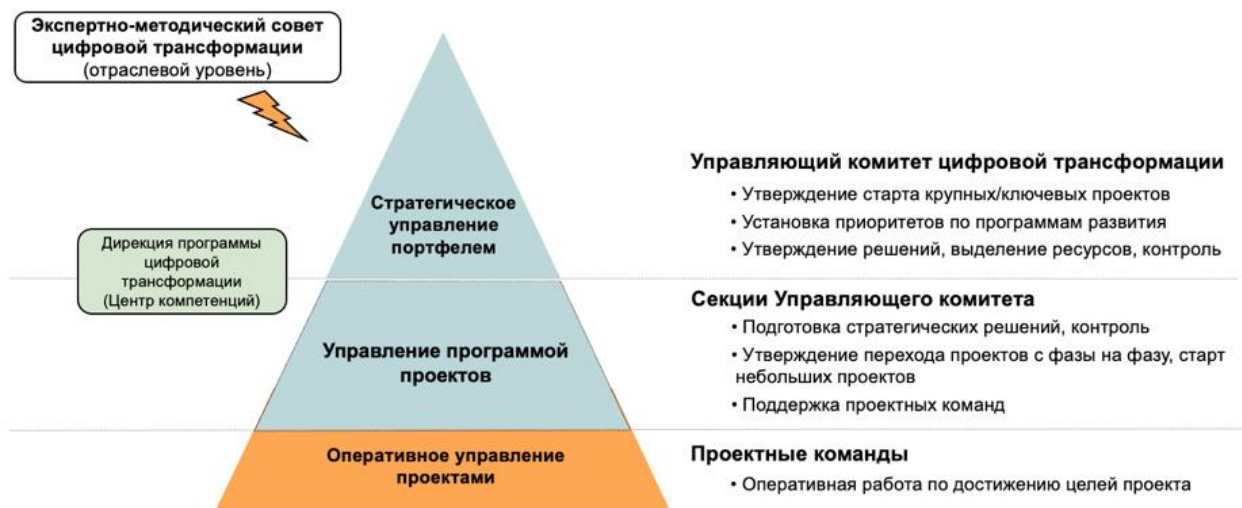 Экспертно-методический совет
цифровой трансформации
(отраслевой уровень)
Стратегическое
управление
портфелем
Управляющий комитет цифровой трансформации
• Утверждение старта крупных/ключевых проектов
• Установка приоритетов по программам развития
• Утверждение решений, выделение ресурсов, контроль
Дирекция программы
цифровой
трансформации
(Центр компетенций)
Управление программой
проектов
Секции Управляющего комитета
• Подготовка стратегических решений, контроль
• Утверждение перехода проектов с фазы на фазу, старт
небольших проектов
• Поддержка проектных команд
Оперативное управление
проектами
Проектные команды
• Оперативная работа по достижению целей проекта